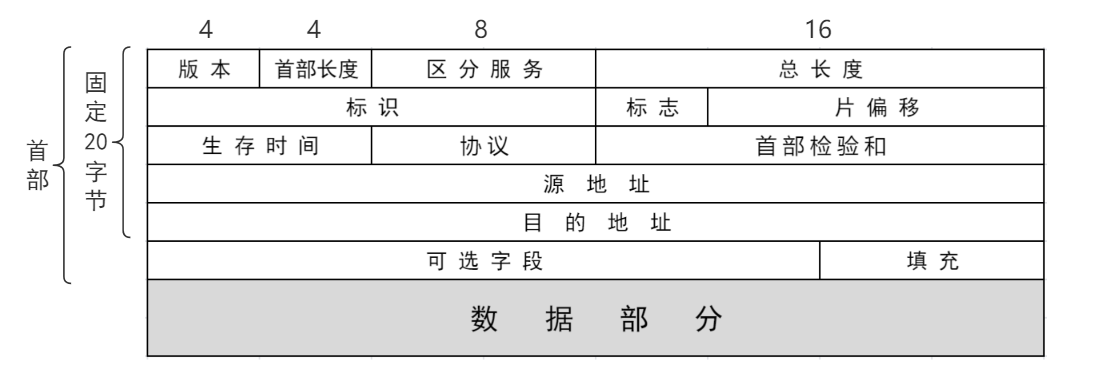 4 4 8 16
版本 首部长度 区分服务 总长度
标识 标志 片偏移
生存时间 协议 首部检验和
源地址
目的地址
可选字段 填充
数据部分
固定20字节
首部